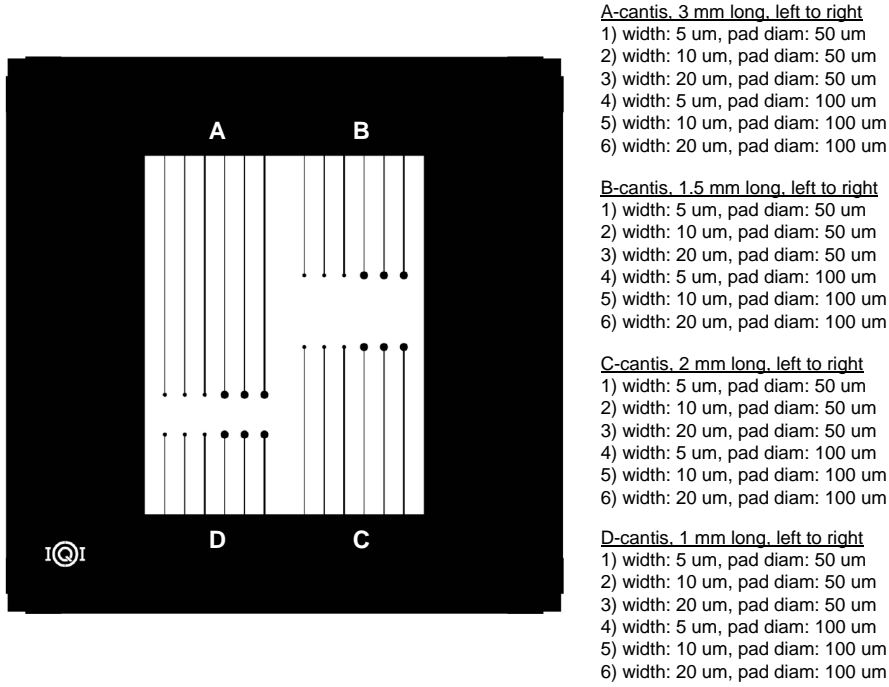 A B
D C
IQI
A-cantis, 3 mm long, left to right
1) width: 5 um, pad diam: 50 um
2) width: 10 um, pad diam: 50 um
3) width: 20 um, pad diam: 50 um
4) width: 5 um, pad diam: 100 um
5) width: 10 um, pad diam: 100 um
6) width: 20 um, pad diam: 100 um
B-cantis, 1.5 mm long, left to right
1) width: 5 um, pad diam: 50 um
2) width: 10 um, pad diam: 50 um
3) width: 20 um, pad diam: 50 um
4) width: 5 um, pad diam: 100 um
5) width: 10 um, pad diam: 100 um
6) width: 20 um, pad diam: 100 um
C-cantis, 2 mm long, left to right
1) width: 5 um, pad diam: 50 um
2) width: 10 um, pad diam: 50 um
3) width: 20 um, pad diam: 50 um
4) width: 5 um, pad diam: 100 um
5) width: 10 um, pad diam: 100 um
6) width: 20 um, pad diam: 100 um
D-cantis, 1 mm long, left to right
1) width: 5 um, pad diam: 50 um
2) width: 10 um, pad diam: 50 um
3) width: 20 um, pad diam: 50 um
4) width: 5 um, pad diam: 100 um
5) width: 10 um, pad diam: 100 um
6) width: 20 um, pad diam: 100 um